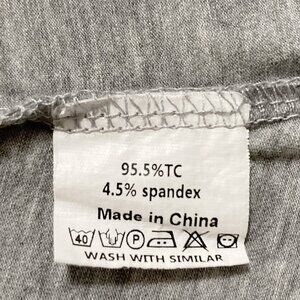 95.5%TC
4.5% spandex
Made in China
40 P
WASH WITH SIMILAR